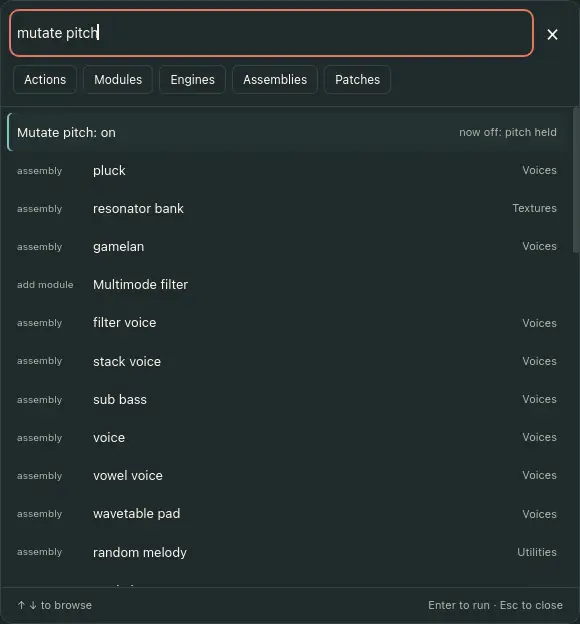 mutate pitch
Actions Modules Engines Assemblies Patches
Mutate pitch: on now off: pitch held
assembly pluck Voices
assembly resonator bank Textures
assembly gamelan Voices
add module Multimode filter
assembly filter voice Voices
assembly stack voice Voices
assembly sub bass Voices
assembly voice Voices
assembly vowel voice Voices
assembly wavetable pad Voices
assembly random melody Utilities
↑ ↓ to browse Enter to run · Esc to close